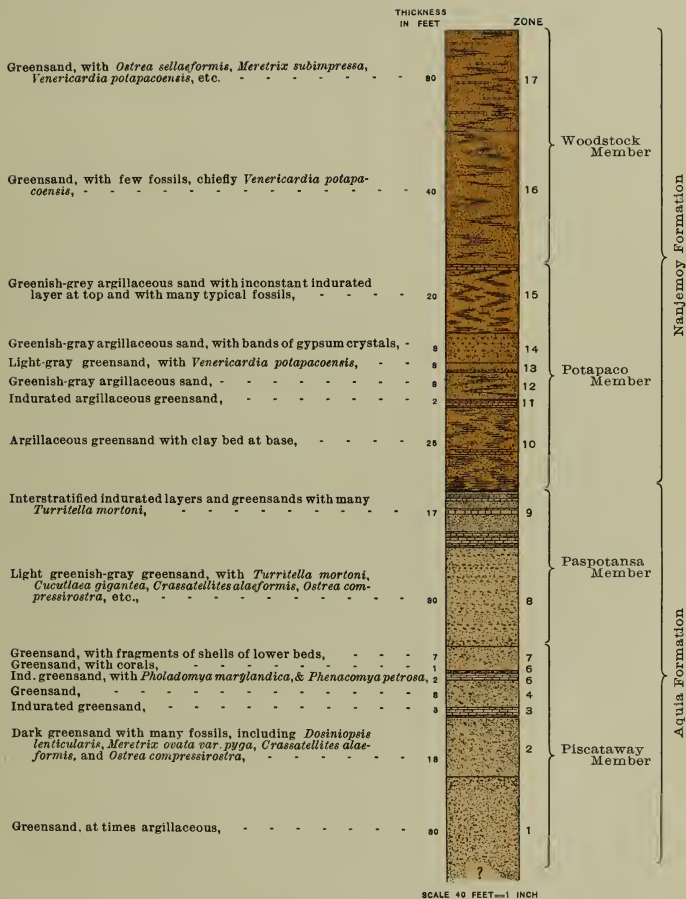 THICKNESS
IN FEET
ZONE
Greensand, with Ostrea sellaeformis, Meretrix subimpressa,
Venericardia potapacoensis, etc. - - - - - - - 30 17
Woodstock
Member
Greensand, with few fossils, chiefly Venericardia potapa-
coensis, - - - - - - - - - - - - - 40 16
Nanjemoy Formation
Greenish-grey argillaceous sand with inconstant indurated
layer at top and with many typical fossils, - - - - 20 15
Greenish-gray argillaceous sand, with bands of gypsum crystals, - 8 14
Light-gray greensand, with Venericardia potapacoensis, - - 3 13
Potapaco
Member
Greenish-gray argillaceous sand, - - - - - - - - 8 12
Indurated argillaceous greensand, - - - - - - - 2 11
Argillaceous greensand with clay bed at base, - - - - 25 10
Interstratified indurated layers and greensands with many
Turritella mortoni, - - - - - - - - - 17 9
Paspotansa
Member
Light greenish-gray greensand, with Turritella mortoni,
Cucullaea gigantea, Crassatellites alaeformis, Ostrea com-
pressirostra, etc., - - - - - - - - - - - 30 8
Aquia Formation
Greensand, with fragments of shells of lower beds, - - - 7 7
Greensand, with corals, - - - - - - - - - 1 6
Ind. greensand, with Pholadomya marylandica, & Phenacomya petrosa, 2 5
Greensand, - - - - - - - - - - - - 8 4
Indurated greensand, - - - - - - - - - - 3 3
Dark greensand with many fossils, including Dosiniopsis
lenticularis, Meretrix ovata var. pyga, Crassatellites alae-
formis, and Ostrea compressirostra, - - - - - - 18 2
Piscataway
Member
Greensand, at times argillaceous, - - - - - - - 30 1
?
SCALE 40 FEET=1 INCH